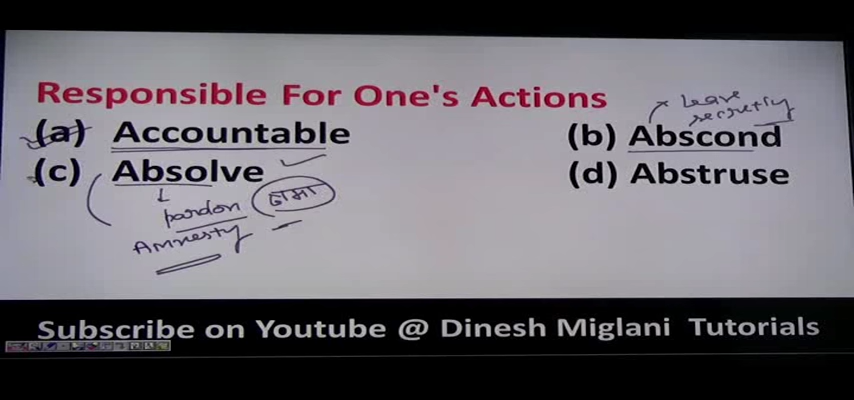 Responsible For One's Actions
(a) Accountable
(b) Abscond
Leave
secretly
(c) Absolve
(d) Abstruse
pardon क्षमा
Amnesty
Subscribe on Youtube @ Dinesh Miglani Tutorials